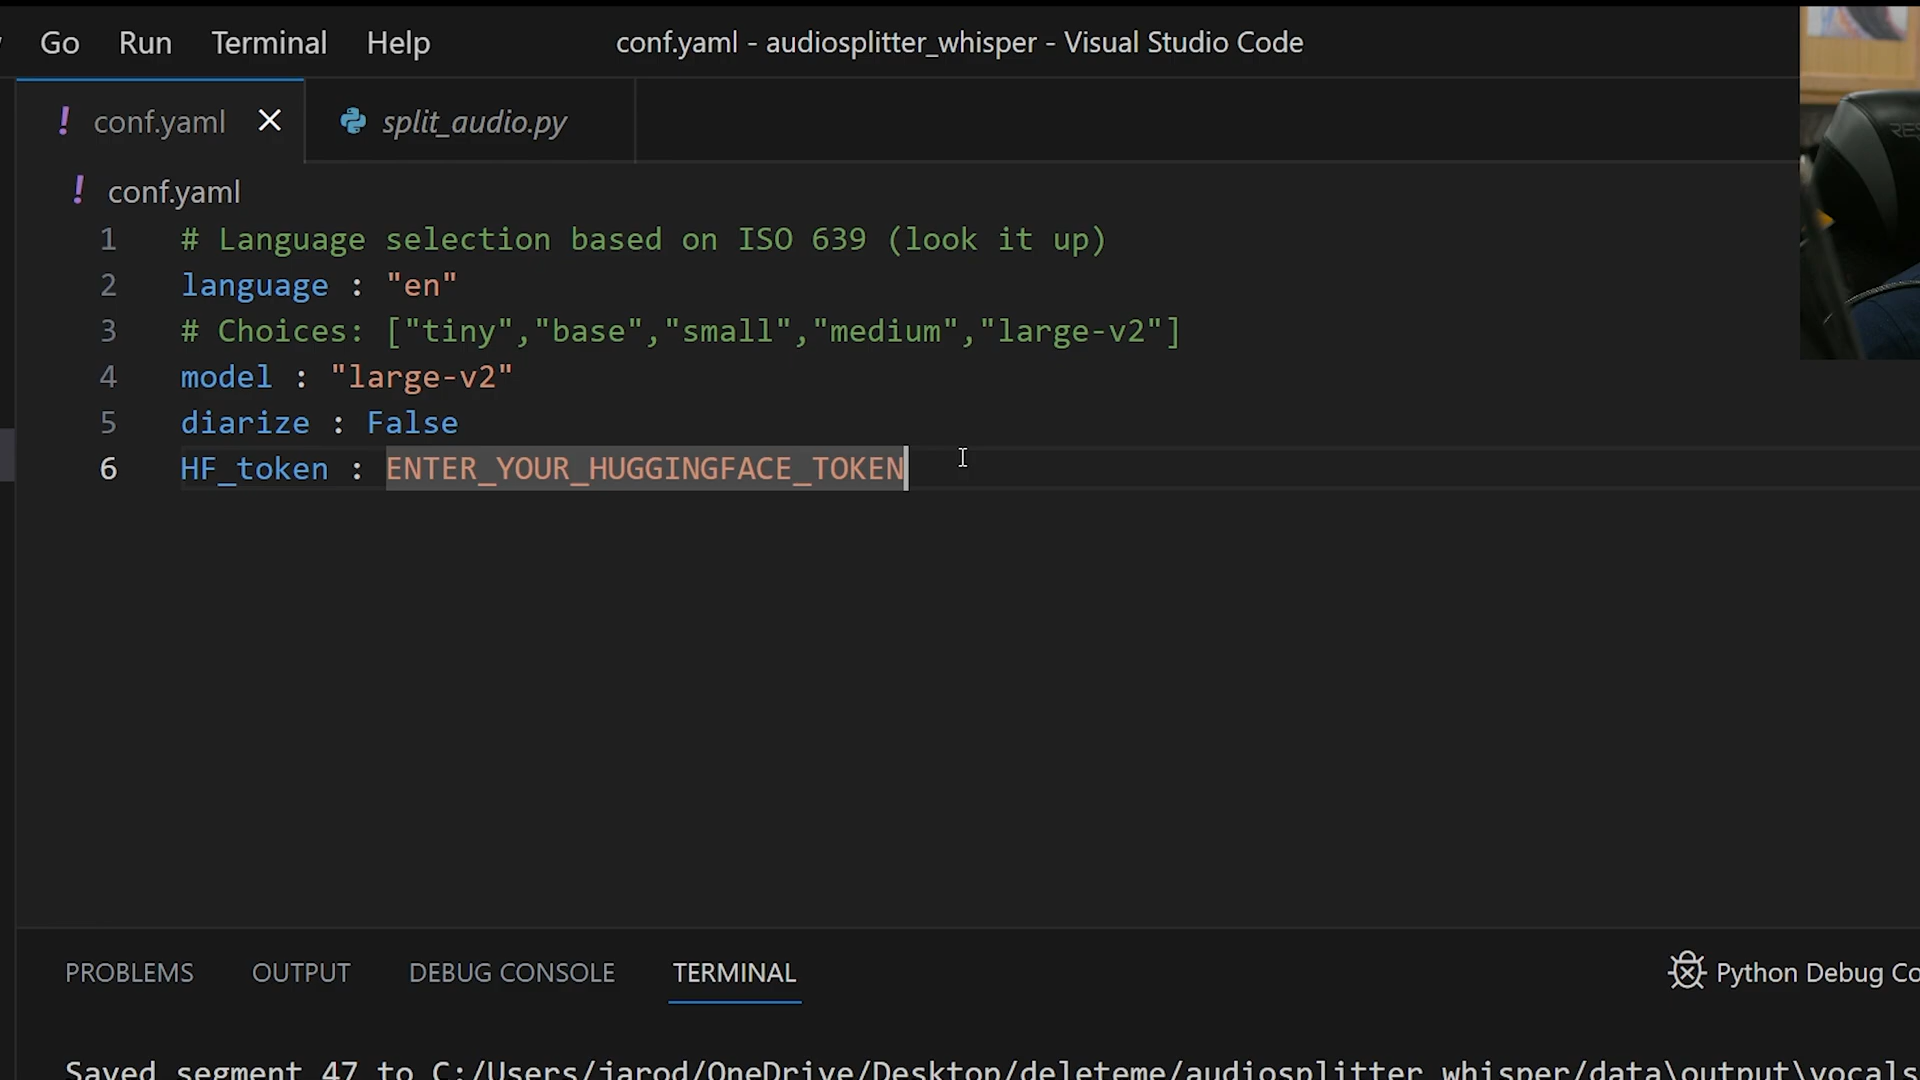 Go Run Terminal Help conf.yaml - audiosplitter_whisper - Visual Studio Code
! conf.yaml split_audio.py
! conf.yaml
1 # Language selection based on ISO 639 (look it up)
2 language : "en"
3 # Choices: ["tiny","base","small","medium","large-v2"]
4 model : "large-v2"
5 diarize : False
6 HF_token : ENTER_YOUR_HUGGINGFACE_TOKEN
PROBLEMS OUTPUT DEBUG CONSOLE TERMINAL Python Debug Co
Saved segment 47 to C:/Users/jarod/OneDrive/Desktop/deleteme/audiosplitter_whisper/data\output\vocals